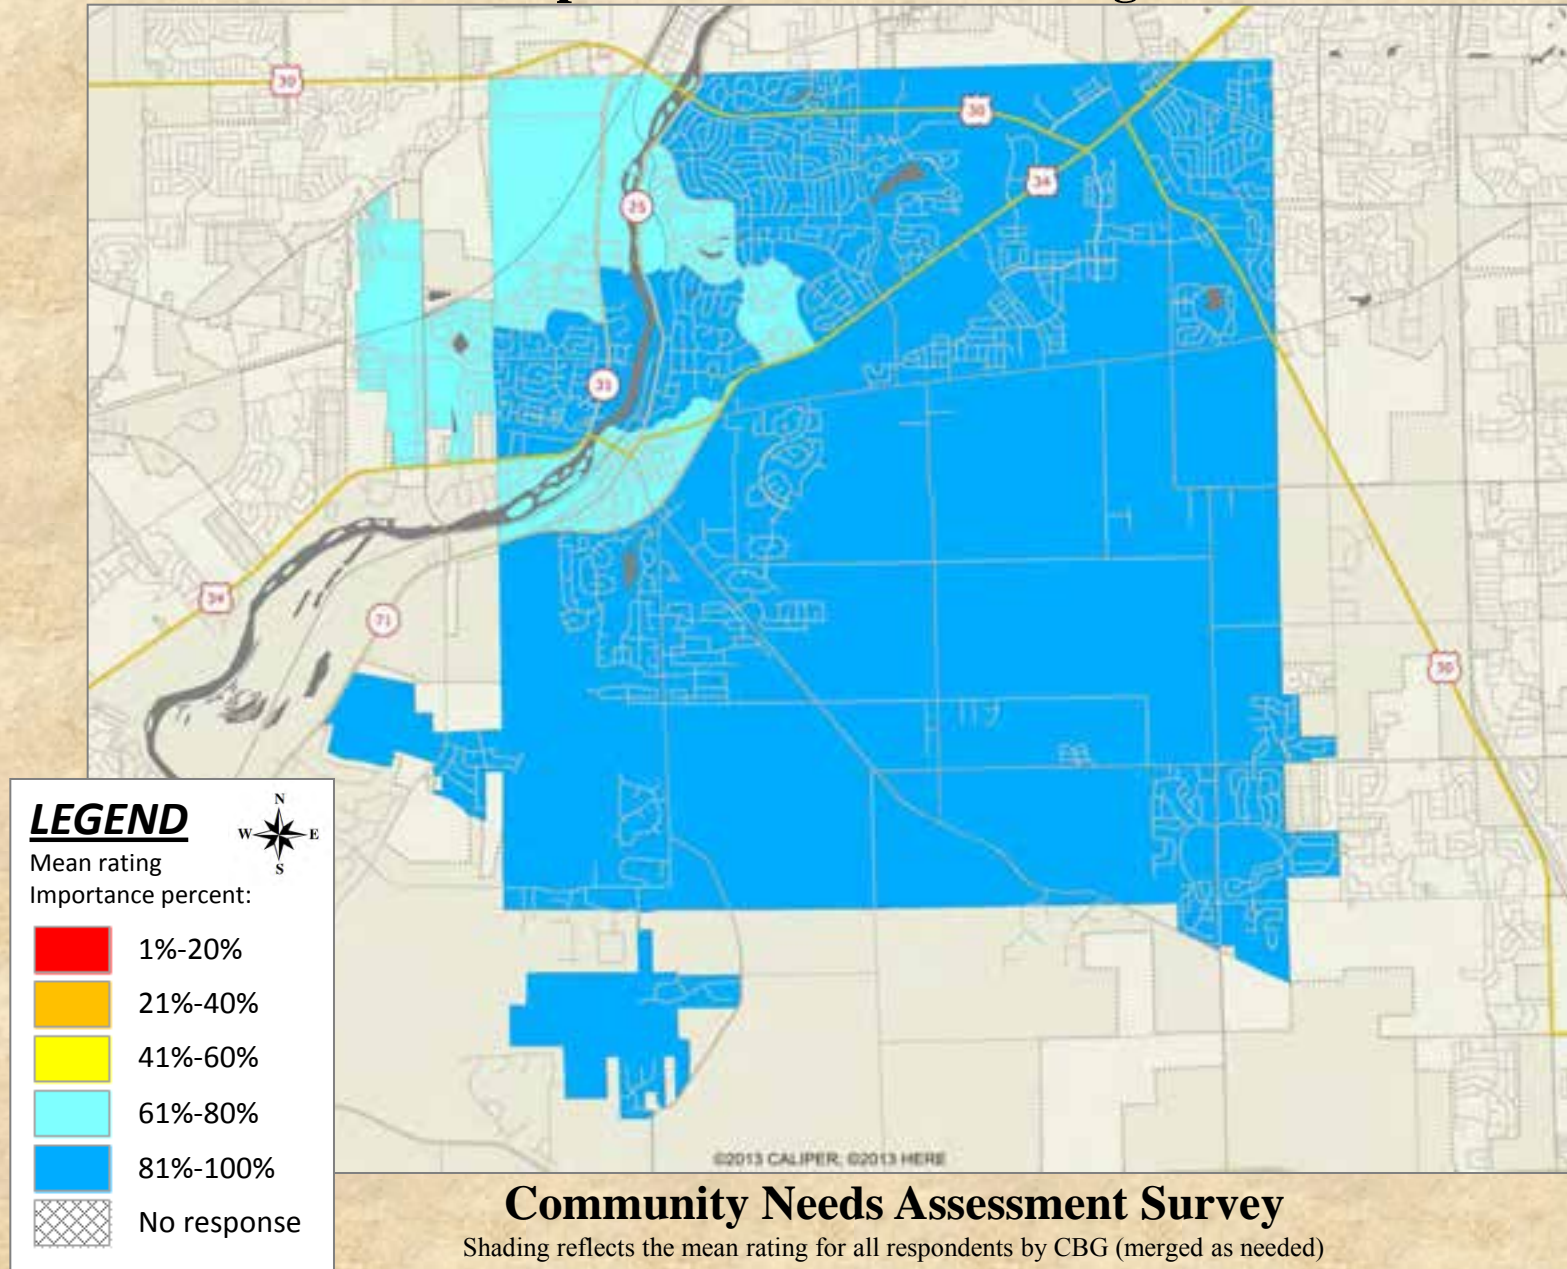 30
30
34
25
31
34
71
30
LEGEND
N
W E
S
Mean rating
Importance percent:
1%-20%
21%-40%
41%-60%
61%-80%
81%-100%
No response
©2013 CALIPER, ©2013 HERE
Community Needs Assessment Survey
Shading reflects the mean rating for all respondents by CBG (merged as needed)